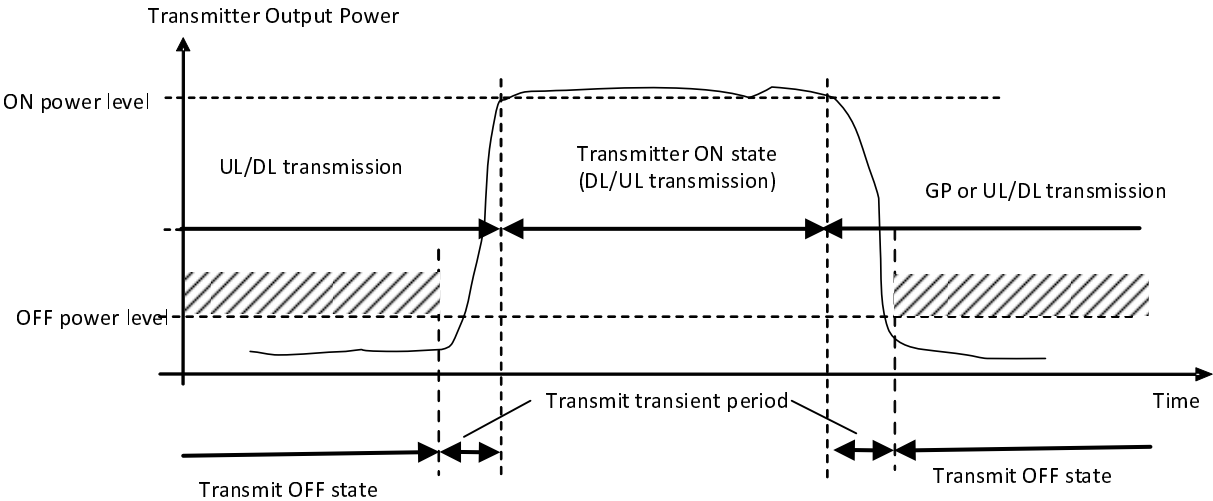 Transmitter Output Power
ON power level
UL/DL transmission
Transmitter ON state
(DL/UL transmission)
GP or UL/DL transmission
OFF power level
Transmit transient period
Time
Transmit OFF state
Transmit OFF state